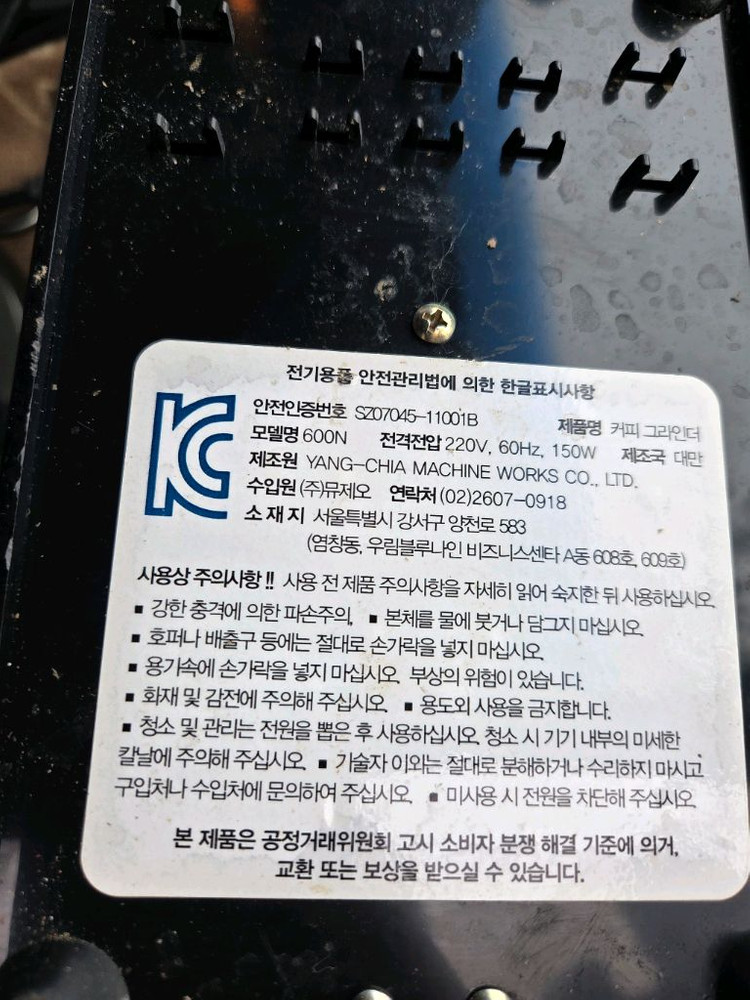 전기용품 안전관리법에 의한 한글표시사항
안전인증번호 SZ07045-11001B 제품명 커피 그라인더
모델명 600N 전격전압 220V, 60Hz, 150W 제조국 대만
제조원 YANG-CHIA MACHINE WORKS CO., LTD.
수입원 (주)뮤제오 연락처 (02)2607-0918
소재지 서울특별시 강서구 양천로 583
(염창동, 우림블루나인 비즈니스센타 A동 608호, 609호)
사용상 주의사항 !! 사용 전 제품 주의사항을 자세히 읽어 숙지한 뒤 사용하십시오.
■ 강한 충격에 의한 파손주의, ■ 본체를 물에 붓거나 담그지 마십시오.
■ 호퍼나 배출구 등에는 절대로 손가락을 넣지 마십시오.
■ 용기속에 손가락을 넣지 마십시오. 부상의 위험이 있습니다.
■ 화재 및 감전에 주의해 주십시오. ■ 용도외 사용을 금지합니다.
■ 청소 및 관리는 전원을 뽑은 후 사용하십시오. 청소 시 기기 내부의 미세한
칼날에 주의해 주십시오. ■ 기술자 이외는 절대로 분해하거나 수리하지 마시고
구입처나 수입처에 문의하여 주십시오. ■ 미사용 시 전원을 차단해 주십시오.
본 제품은 공정거래위원회 고시 소비자 분쟁 해결 기준에 의거,
교환 또는 보상을 받으실 수 있습니다.